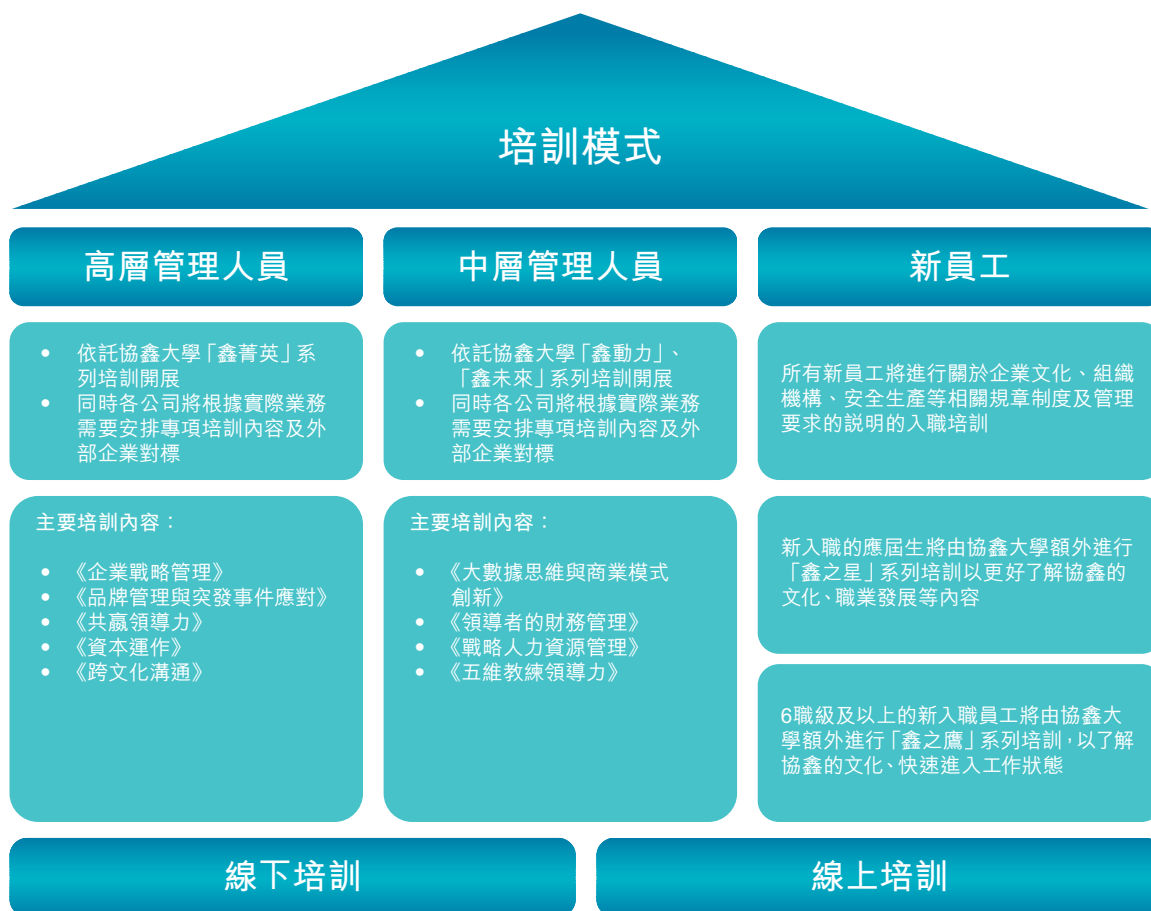 培訓模式
高層管理人員
中層管理人員
新員工
• 依託協鑫大學「鑫菁英」系
列培訓開展
• 同時各公司將根據實際業務
需要安排專項培訓內容及外
部企業對標
• 依託協鑫大學「鑫動力」、
「鑫未來」系列培訓開展
• 同時各公司將根據實際業務
需要安排專項培訓內容及外
部企業對標
所有新員工將進行關於企業文化、組織
機構、安全生產等相關規章制度及管理
要求的說明的入職培訓
主要培訓內容：
• 《企業戰略管理》
• 《品牌管理與突發事件應對》
• 《共贏領導力》
• 《資本運作》
• 《跨文化溝通》
主要培訓內容：
• 《大數據思維與商業模式
創新》
• 《領導者的財務管理》
• 《戰略人力資源管理》
• 《五維教練領導力》
新入職的應屆生將由協鑫大學額外進行
「鑫之星」系列培訓以更好了解協鑫的
文化、職業發展等內容
6職級及以上的新入職員工將由協鑫大
學額外進行「鑫之鷹」系列培訓，以了解
協鑫的文化、快速進入工作狀態
線下培訓
線上培訓